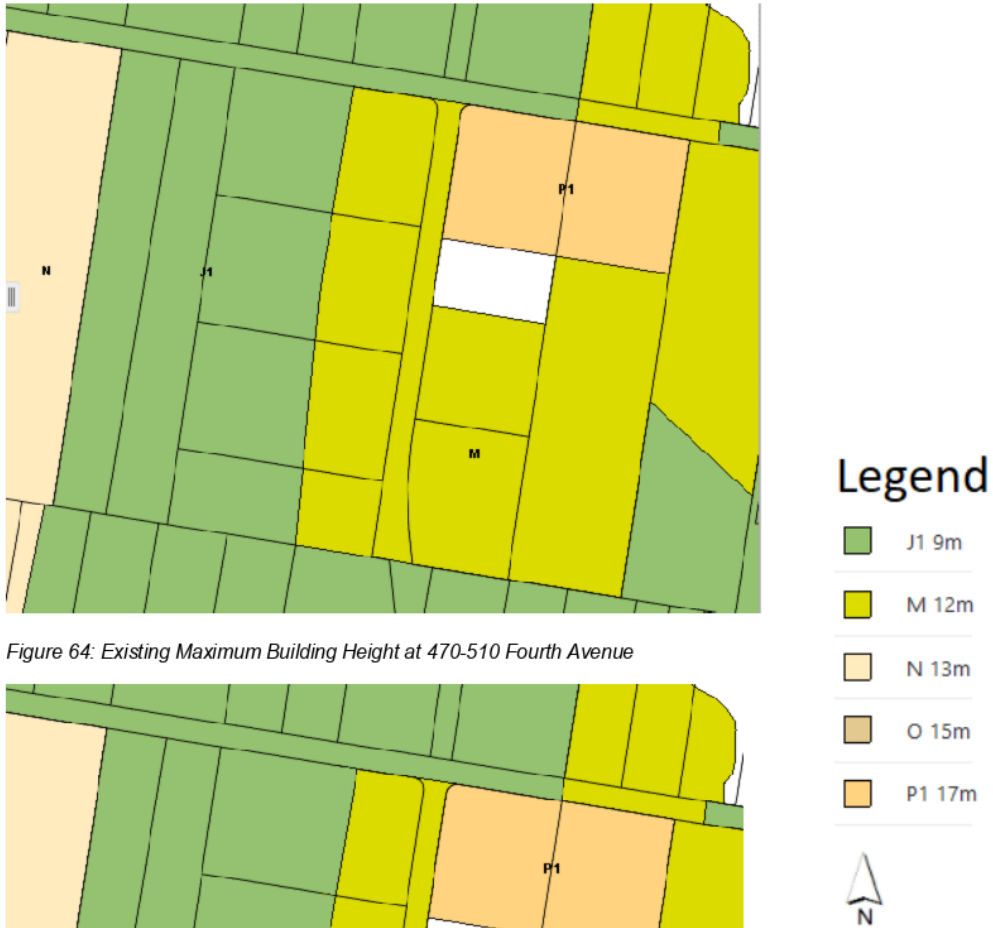 P1
N
J1
M
Figure 64: Existing Maximum Building Height at 470-510 Fourth Avenue
P1
Legend
J1 9m
M 12m
N 13m
O 15m
P1 17m
N